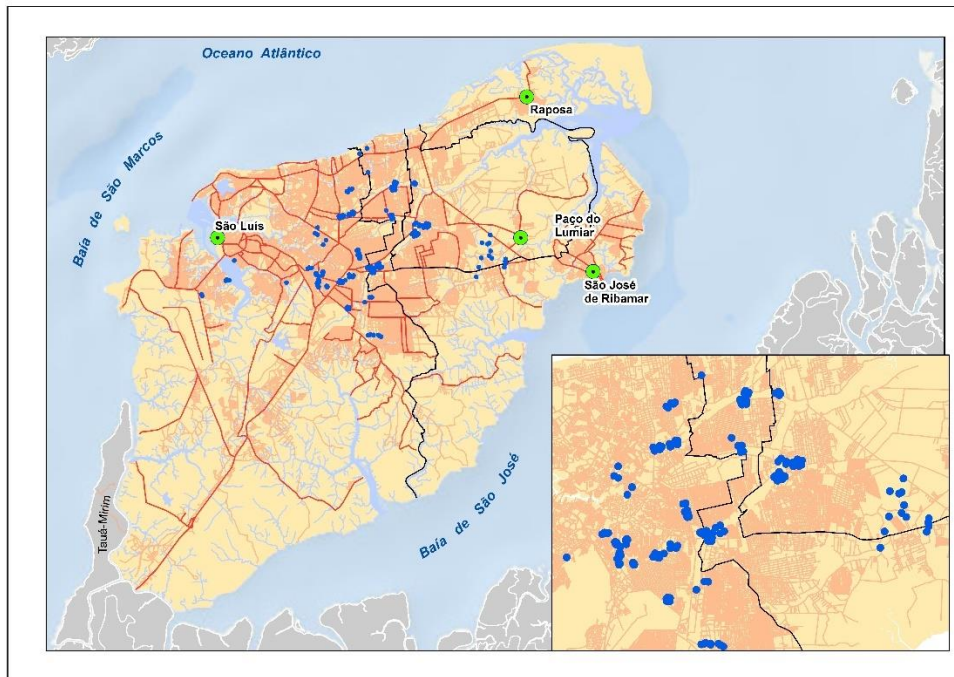 Oceano Atlântico
Raposa
Baía de São Marcos
São Luís
Paço do
Lumiar
São José
de Ribamar
Baía de São José
Tauá-Mirim